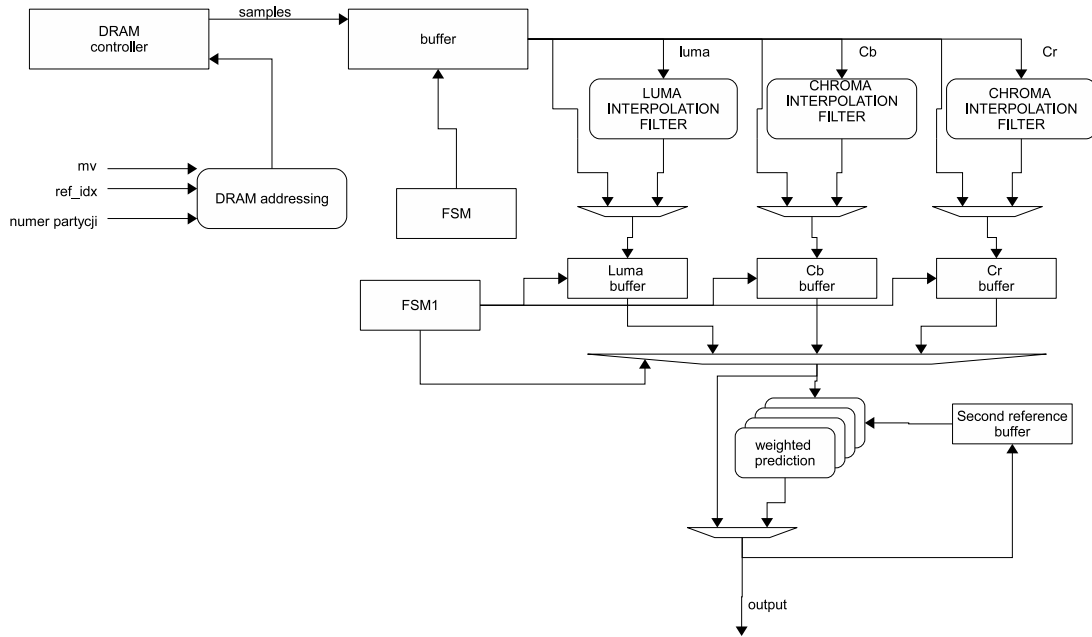 samples
DRAM
controller
buffer
luma
Cb
Cr
LUMA
INTERPOLATION
FILTER
CHROMA
INTERPOLATION
FILTER
CHROMA
INTERPOLATION
FILTER
mv
ref_idx
numer partycji
DRAM addressing
FSM
Luma
buffer
Cb
buffer
Cr
buffer
FSM1
Second reference
buffer
weighted
prediction
output